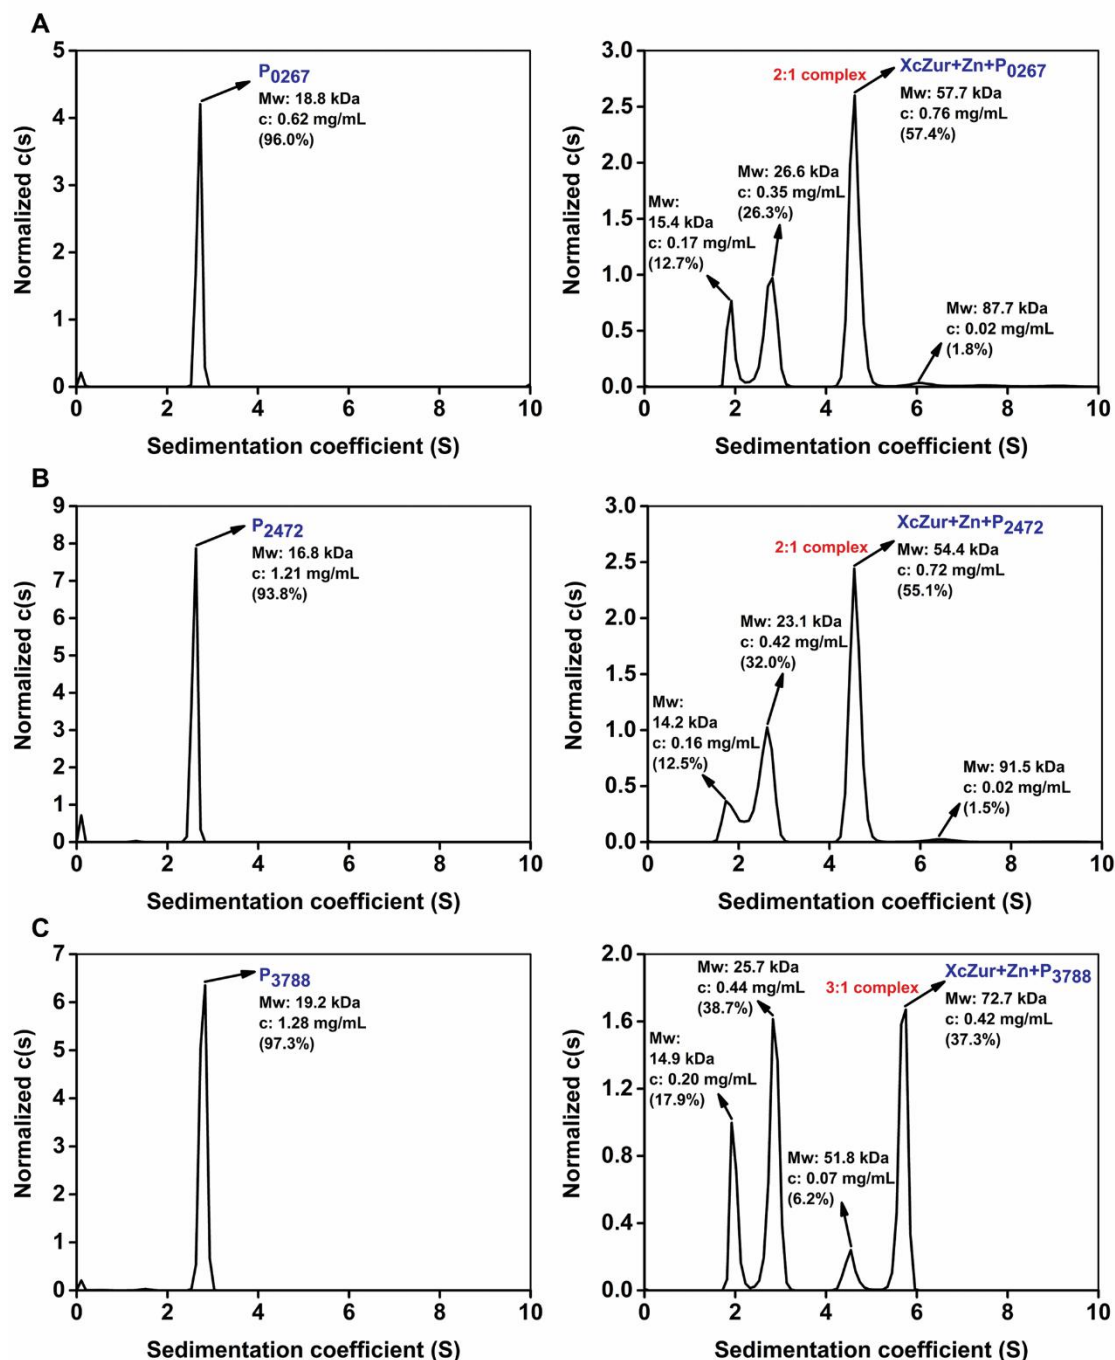 A
5
4
3
2
1
0
Normalized c(s)
P0267
Mw: 18.8 kDa
c: 0.62 mg/mL
(96.0%)
0 2 4 6 8 10
Sedimentation coefficient (S)
3.0
2.5
2.0
1.5
1.0
0.5
0.0
Normalized c(s)
2:1 complex
XcZur+Zn+P0267
Mw: 57.7 kDa
c: 0.76 mg/mL
(57.4%)
Mw: 26.6 kDa
c: 0.35 mg/mL
(26.3%)
Mw:
15.4 kDa
c: 0.17 mg/mL
(12.7%)
Mw: 87.7 kDa
c: 0.02 mg/mL
(1.8%)
0 2 4 6 8 10
Sedimentation coefficient (S)
B
9
8
7
6
5
4
3
2
1
0
Normalized c(s)
P2472
Mw: 16.8 kDa
c: 1.21 mg/mL
(93.8%)
0 2 4 6 8 10
Sedimentation coefficient (S)
3.0
2.5
2.0
1.5
1.0
0.5
0.0
Normalized c(s)
2:1 complex
XcZur+Zn+P2472
Mw: 54.4 kDa
c: 0.72 mg/mL
(55.1%)
Mw: 23.1 kDa
c: 0.42 mg/mL
(32.0%)
Mw:
14.2 kDa
c: 0.16 mg/mL
(12.5%)
Mw: 91.5 kDa
c: 0.02 mg/mL
(1.5%)
0 2 4 6 8 10
Sedimentation coefficient (S)
C
7
6
5
4
3
2
1
0
Normalized c(s)
P3788
Mw: 19.2 kDa
c: 1.28 mg/mL
(97.3%)
0 2 4 6 8 10
Sedimentation coefficient (S)
2.0
1.6
1.2
0.8
0.4
0.0
Normalized c(s)
Mw: 25.7 kDa
c: 0.44 mg/mL
(38.7%)
3:1 complex
XcZur+Zn+P3788
Mw: 72.7 kDa
c: 0.42 mg/mL
(37.3%)
Mw:
14.9 kDa
c: 0.20 mg/mL
(17.9%)
Mw: 51.8 kDa
c: 0.07 mg/mL
(6.2%)
0 2 4 6 8 10
Sedimentation coefficient (S)